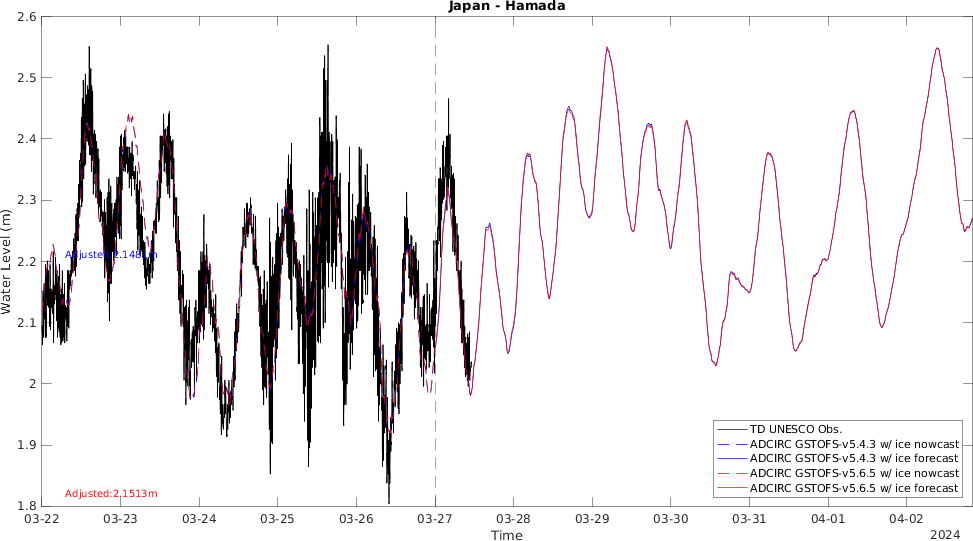 Japan - Hamada
2.6
2.5
2.4
2.3
2.2
2.1
2
1.9
1.8
Water Level (m)
Adjusted:2.1513m
TD UNESCO Obs.
ADCIRC GSTOFS-v5.4.3 w/ ice nowcast
ADCIRC GSTOFS-v5.4.3 w/ ice forecast
ADCIRC GSTOFS-v5.6.5 w/ ice nowcast
ADCIRC GSTOFS-v5.6.5 w/ ice forecast
03-22 03-23 03-24 03-25 03-26 03-27 03-28 03-29 03-30 03-31 04-01 04-02
Time
2024